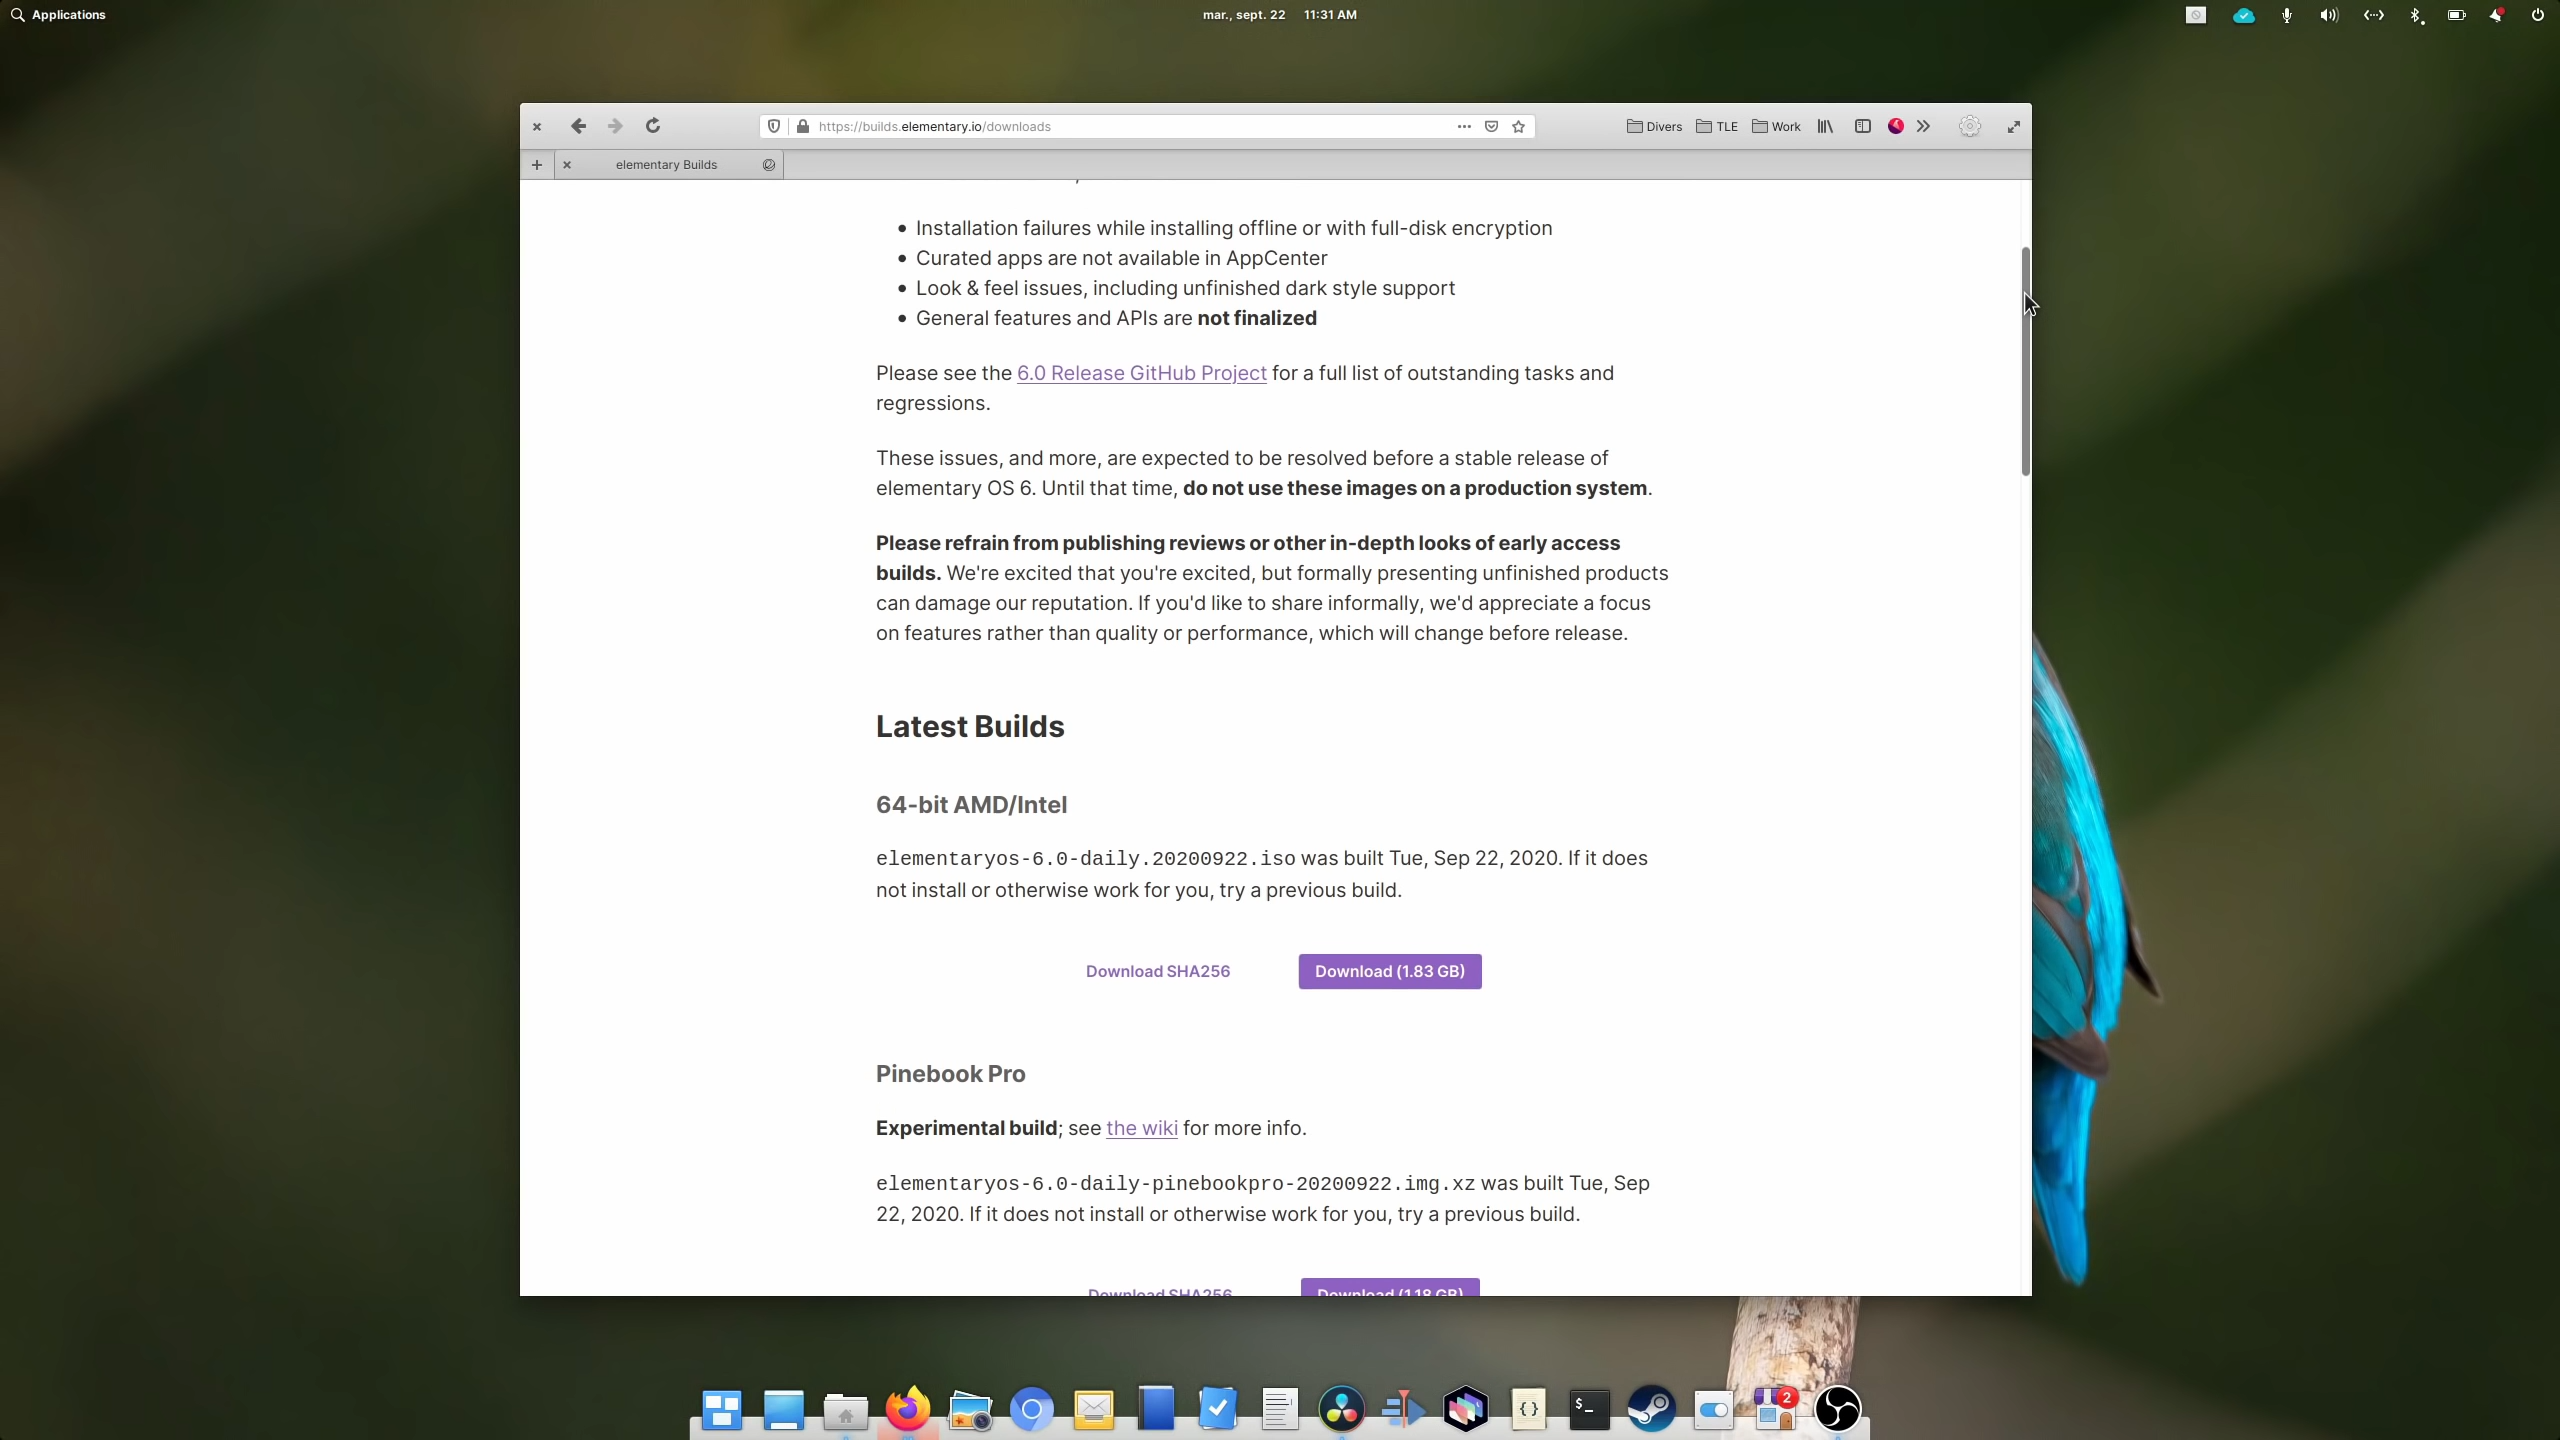 Applications
mar., sept. 22 11:31 AM
https://builds.elementary.io/downloads
Divers
TLE
Work
elementary Builds
Installation failures while installing offline or with full-disk encryption
Curated apps are not available in AppCenter
Look & feel issues, including unfinished dark style support
General features and APIs are not finalized
Please see the 6.0 Release GitHub Project for a full list of outstanding tasks and
regressions.
These issues, and more, are expected to be resolved before a stable release of
elementary OS 6. Until that time, do not use these images on a production system.
Please refrain from publishing reviews or other in-depth looks of early access
builds. We're excited that you're excited, but formally presenting unfinished products
can damage our reputation. If you'd like to share informally, we'd appreciate a focus
on features rather than quality or performance, which will change before release.
Latest Builds
64-bit AMD/Intel
elementaryos-6.0-daily.20200922.iso was built Tue, Sep 22, 2020. If it does
not install or otherwise work for you, try a previous build.
Download SHA256
Download (1.83 GB)
Pinebook Pro
Experimental build; see the wiki for more info.
elementaryos-6.0-daily-pinebookpro-20200922.img.xz was built Tue, Sep
22, 2020. If it does not install or otherwise work for you, try a previous build.
Download SHA256
Download (1.18 GB)
{}
$_
2